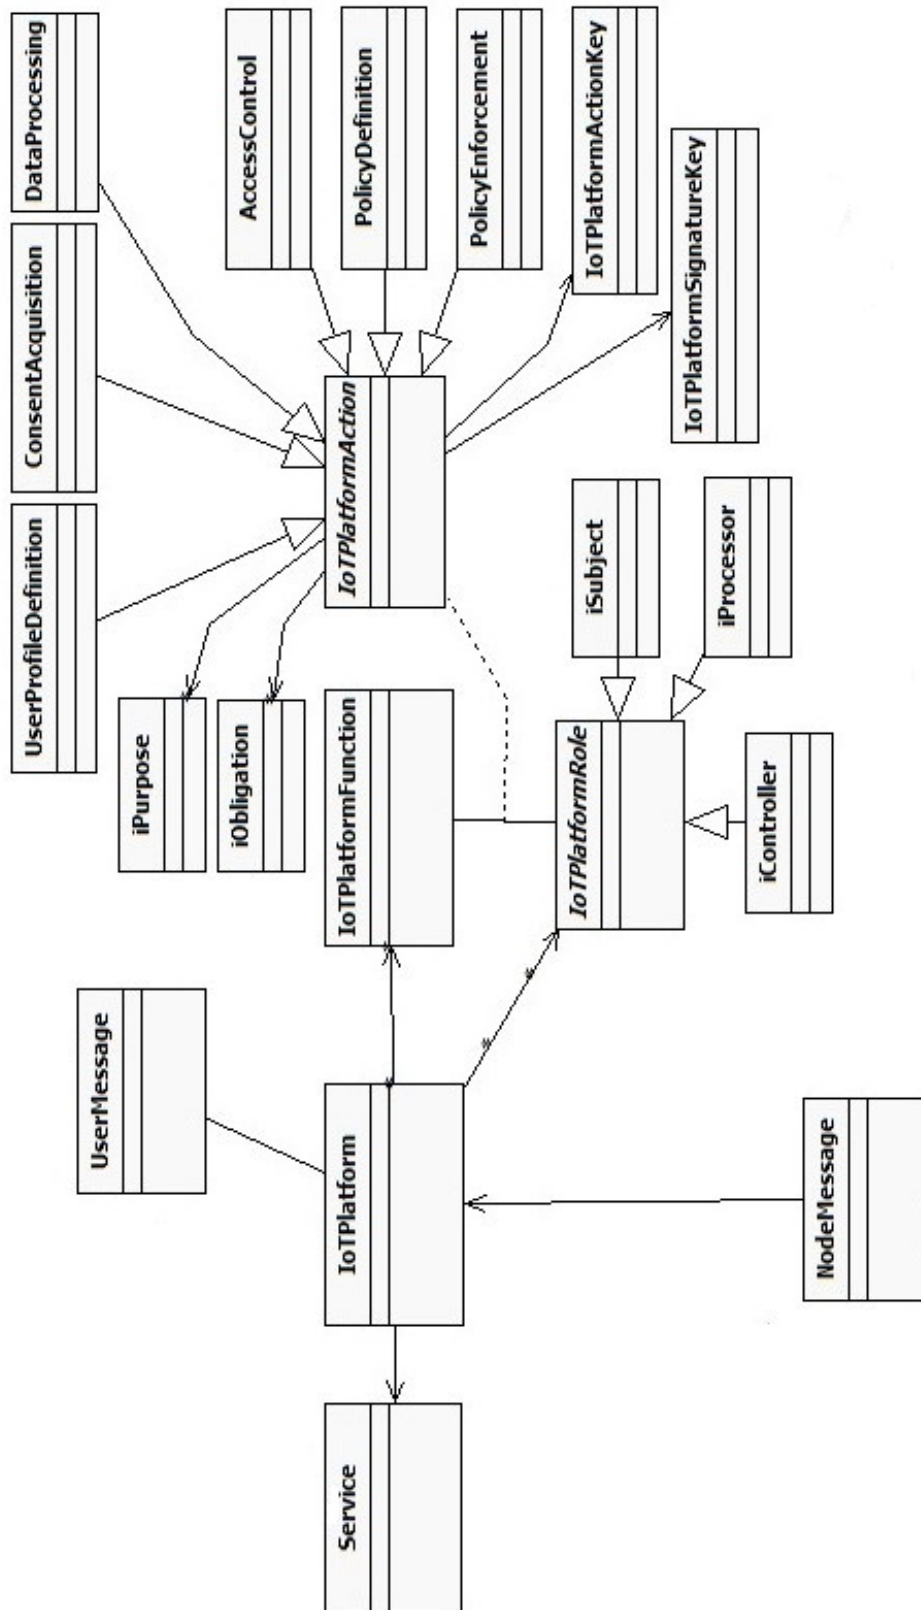 DataProcessing
ConsentAcquisition
UserProfileDefinition
AccessControl
PolicyDefinition
PolicyEnforcement
IoTPlatformActionKey
IoTPlatformSignatureKey
IoTPlatformAction
iPurpose
iObligation
IoTPlatformFunction
*
*
iSubject
iProcessor
IoTPlatformRole
iController
*
*
UserMessage
IoTPlatform
NodeMessage
Service